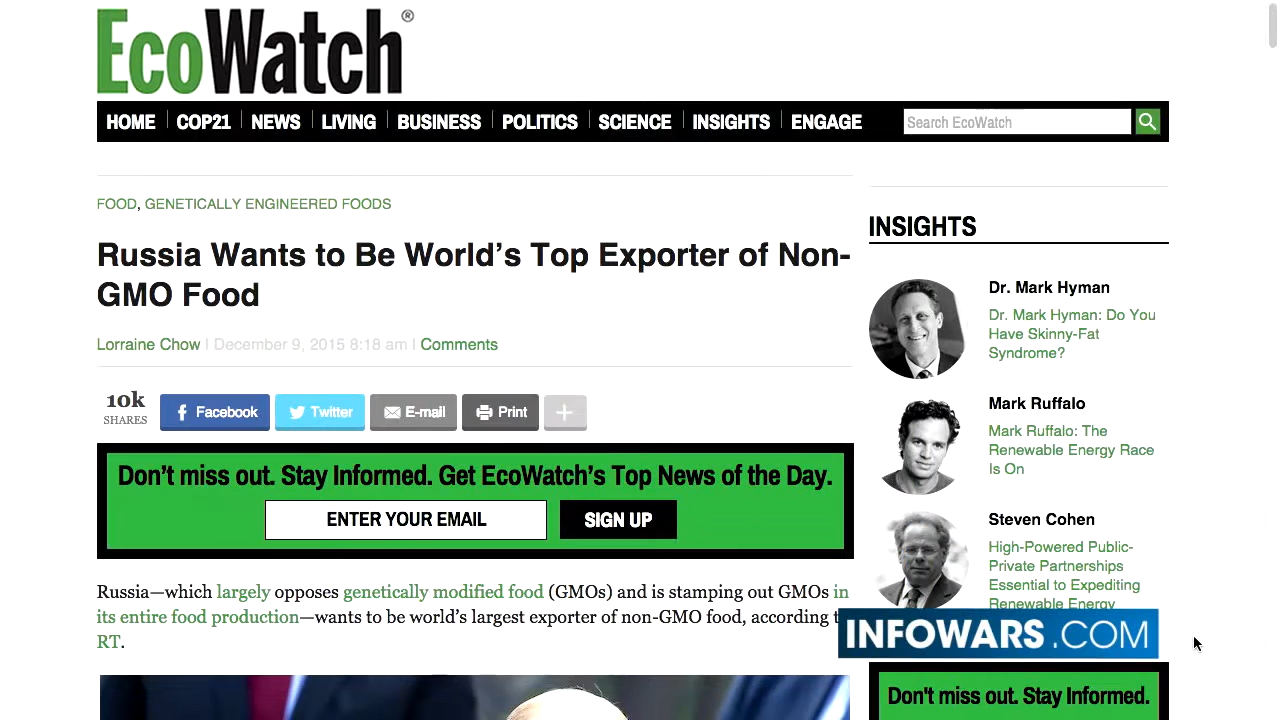 EcoWatch®
HOME COP21 NEWS LIVING BUSINESS POLITICS SCIENCE INSIGHTS ENGAGE Search EcoWatch
FOOD, GENETICALLY ENGINEERED FOODS
Russia Wants to Be World's Top Exporter of Non-
GMO Food
Lorraine Chow | December 9, 2015 8:18 am | Comments
10k
SHARES
Facebook Twitter E-mail Print
Don't miss out. Stay Informed. Get EcoWatch's Top News of the Day.
ENTER YOUR EMAIL SIGN UP
Russia—which largely opposes genetically modified food (GMOs) and is stamping out GMOs in
its entire food production—wants to be world's largest exporter of non-GMO food, according
RT.
INSIGHTS
Dr. Mark Hyman
Dr. Mark Hyman: Do You
Have Skinny-Fat
Syndrome?
Mark Ruffalo
Mark Ruffalo: The
Renewable Energy Race
Is On
Steven Cohen
High-Powered Public-
Private Partnerships
Essential to Expediting
Renewable Energy
INFOWARS.COM
Don't miss out. Stay Informed.